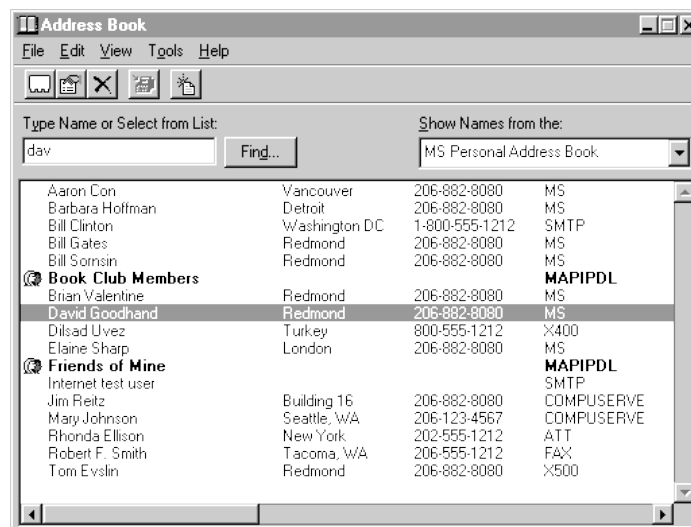 Address Book
File Edit View Tools Help
Type Name or Select from List:
Show Names from the:
dav
Find...
MS Personal Address Book
Aaron Con Vancouver 206-882-8080 MS
Barbara Hoffman Detroit 206-882-8080 MS
Bill Clinton Washington DC 1-800-555-1212 SMTP
Bill Gates Redmond 206-882-8080 MS
Bill Sornsin Redmond 206-882-8080 MS
Book Club Members MAPIPDL
Brian Valentine Redmond 206-882-8080 MS
David Goodhand Redmond 206-882-8080 MS
Dilsad Uvez Turkey 800-555-1212 X400
Elaine Sharp London 206-882-8080 MS
Friends of Mine MAPIPDL
Internet test user SMTP
Jim Reitz Building 16 206-882-8080 COMPUSERVE
Mary Johnson Seattle, WA 206-123-4567 COMPUSERVE
Rhonda Ellison New York 202-555-1212 ATT
Robert F. Smith Tacoma, WA 206-555-1212 FAX
Tom Evslin Redmond 206-882-8080 X500